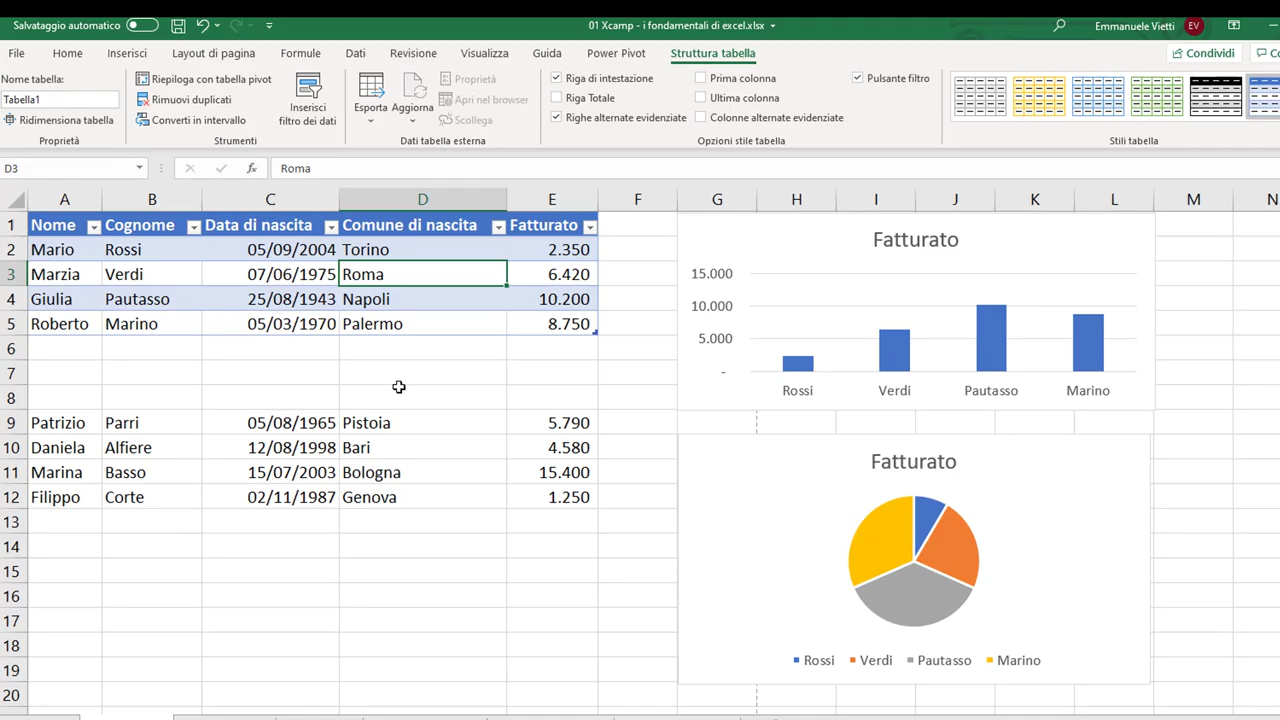 Salvataggio automatico 01 Xcamp - i fondamentali di excel.xlsx Emmanuele Vietti EV
File Home Inserisci Layout di pagina Formule Dati Revisione Visualizza Guida Power Pivot Struttura tabella Condividi
Nome tabella:
Tabella1
Ridimensiona tabella
Proprietà
Riepiloga con tabella pivot
Rimuovi duplicati
Converti in intervallo
Inserisci
filtro dei dati
Strumenti
Esporta Aggiorna
Proprietà
Apri nel browser
Scollega
Dati tabella esterna
Riga di intestazione Prima colonna Pulsante filtro
Riga Totale Ultima colonna
Righe alternate evidenziate Colonne alternate evidenziate
Opzioni stile tabella
Stili tabella
D3 fx Roma
A B C D E F G H I J K L M N
1 Nome Cognome Data di nascita Comune di nascita Fatturato
2 Mario Rossi 05/09/2004 Torino 2.350
3 Marzia Verdi 07/06/1975 Roma 6.420
4 Giulia Pautasso 25/08/1943 Napoli 10.200
5 Roberto Marino 05/03/1970 Palermo 8.750
6
7
8
9 Patrizio Parri 05/08/1965 Pistoia 5.790
10 Daniela Alfiere 12/08/1998 Bari 4.580
11 Marina Basso 15/07/2003 Bologna 15.400
12 Filippo Corte 02/11/1987 Genova 1.250
13
14
15
16
17
18
19
20
Fatturato
15.000
10.000
5.000
-
Rossi Verdi Pautasso Marino
Fatturato
Rossi Verdi Pautasso Marino